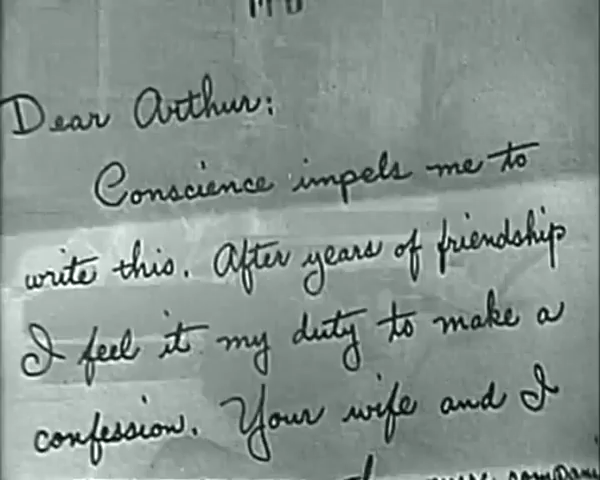 Dear Arthur:
Conscience impels me to
write this. After years of friendship
I feel it my duty to make a
confession. Your wife and I